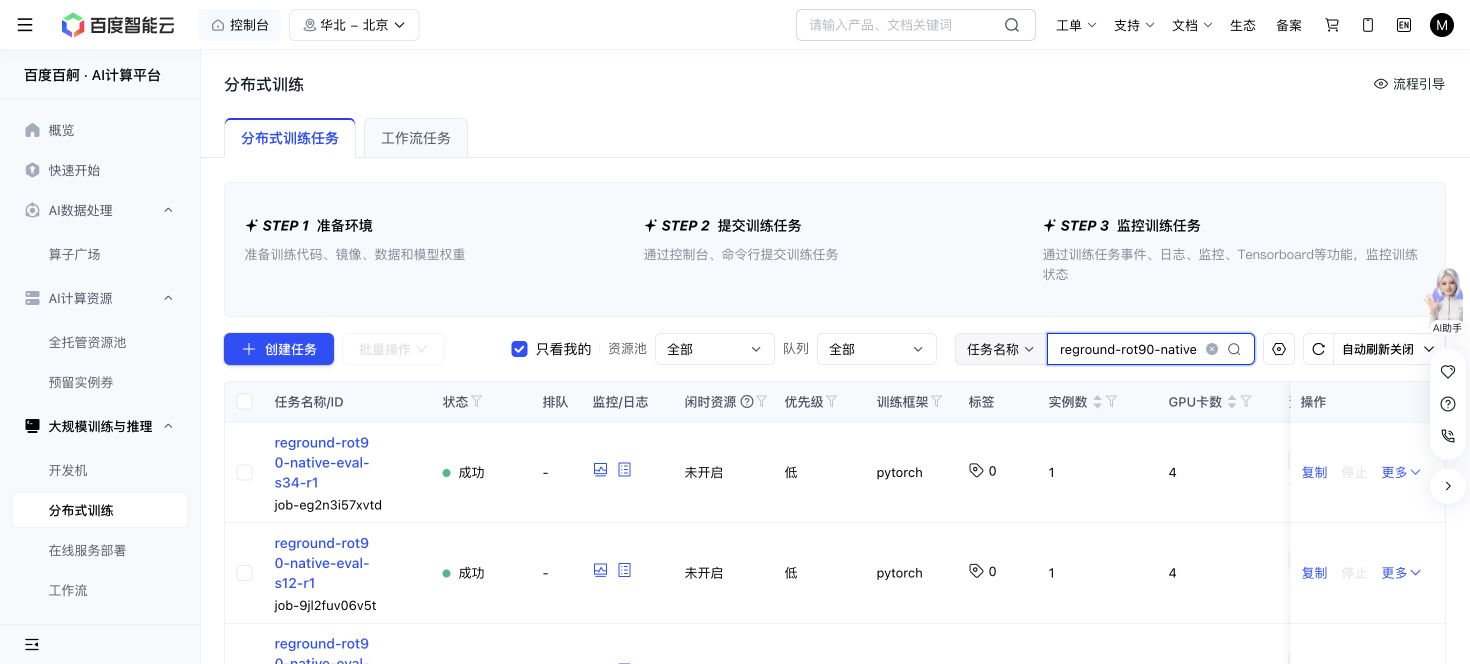 百度智能云
控制台
华北 – 北京
请输入产品、文档关键词
工单
支持
文档
生态
备案
EN
M
百度百舸 · AI计算平台
概览
快速开始
AI数据处理
算子广场
AI计算资源
全托管资源池
预留实例券
大规模训练与推理
开发机
分布式训练
在线服务部署
工作流
分布式训练
流程引导
分布式训练任务
工作流任务
STEP 1 准备环境
准备训练代码、镜像、数据和模型权重
STEP 2 提交训练任务
通过控制台、命令行提交训练任务
STEP 3 监控训练任务
通过训练任务事件、日志、监控、Tensorboard等功能，监控训练
状态
AI助手
创建任务
批量操作
只看我的
资源池
全部
队列
全部
任务名称
reground-rot90-native
自动刷新关闭
任务名称/ID
状态
排队
监控/日志
闲时资源
优先级
训练框架
标签
实例数
GPU卡数
操作
reground-rot9
0-native-eval-
s34-r1
job-eg2n3i57xvtd
成功
-
未开启
低
pytorch
0
1
4
复制
停止
更多
reground-rot9
0-native-eval-
s12-r1
job-9jl2fuv06v5t
成功
-
未开启
低
pytorch
0
1
4
复制
停止
更多
reground-rot9
0-native-eval-